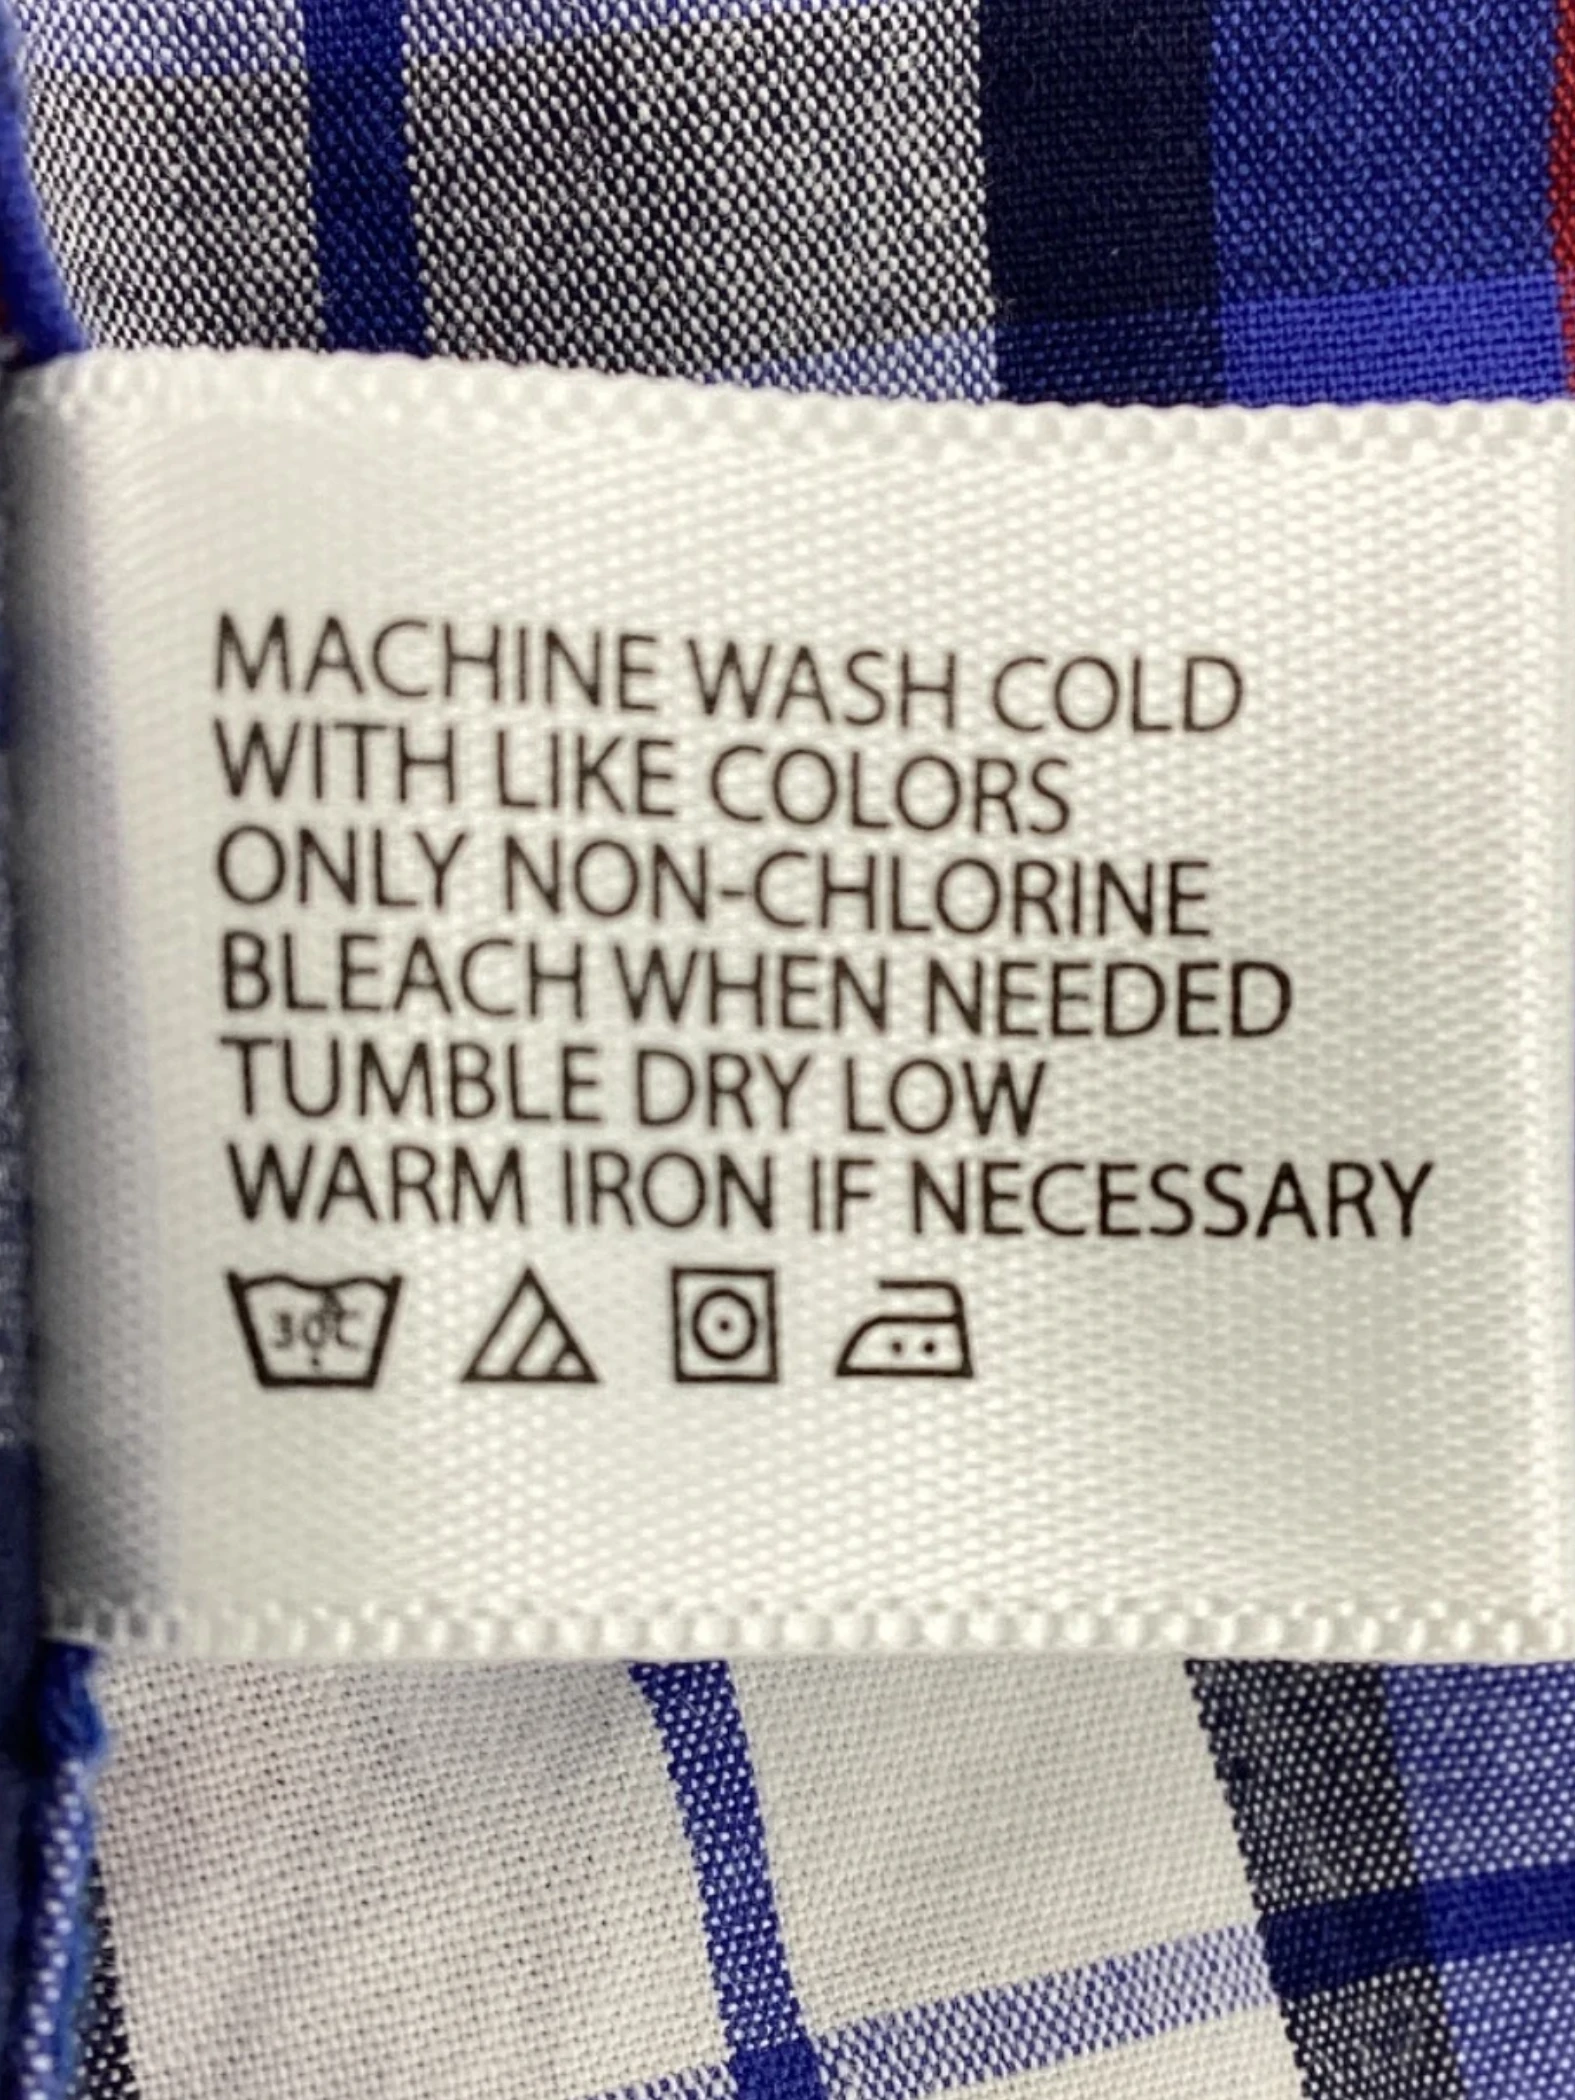 MACHINE WASH COLD
WITH LIKE COLORS
ONLY NON-CHLORINE
BLEACH WHEN NEEDED
TUMBLE DRY LOW
WARM IRON IF NECESSARY
30°C